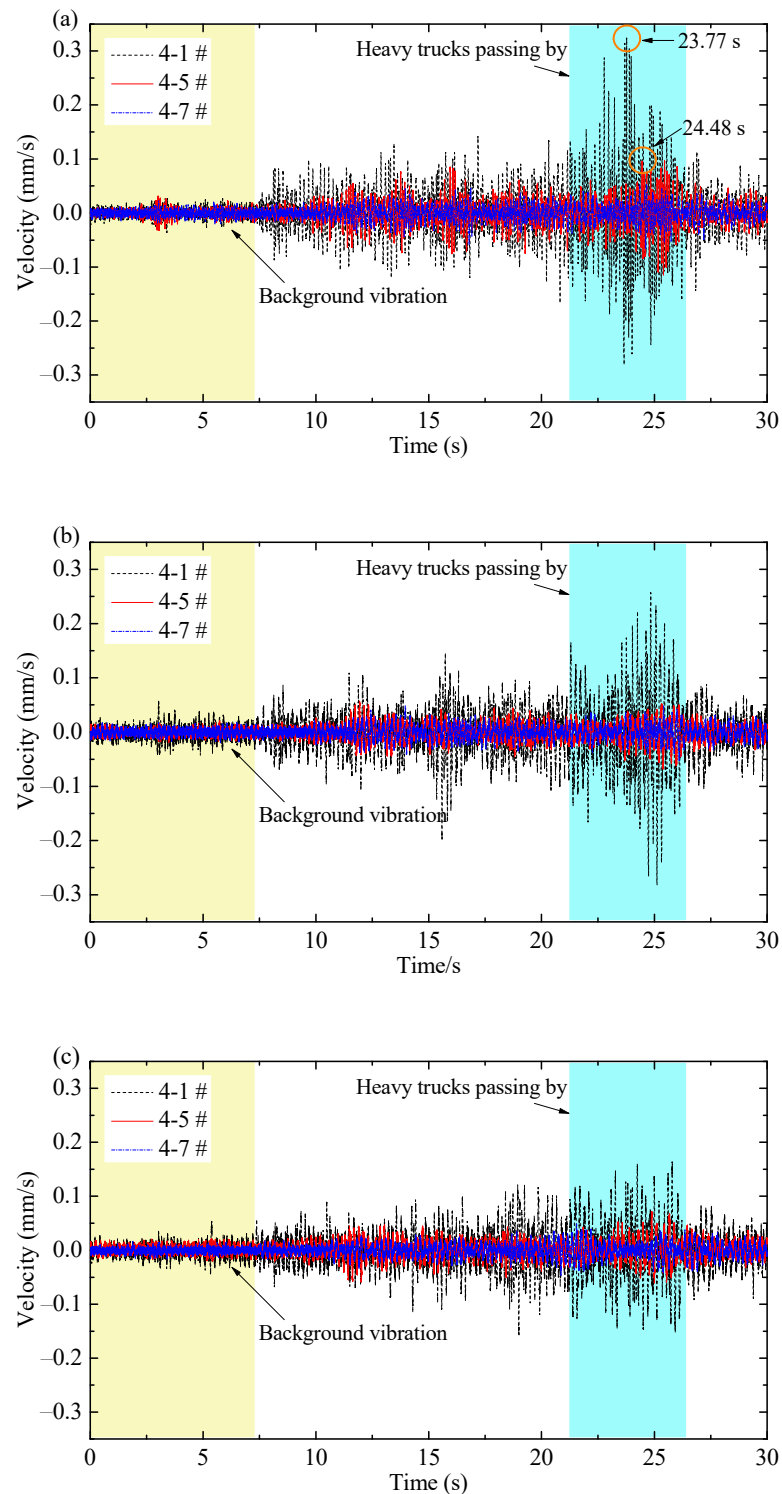 (a)
0.3
0.2
0.1
0.0
–0.1
–0.2
–0.3
Velocity (mm/s)
4-1 #
4-5 #
4-7 #
Heavy trucks passing by
23.77 s
24.48 s
Background vibration
0 5 10 15 20 25 30
Time (s)
(b)
0.3
0.2
0.1
0.0
–0.1
–0.2
–0.3
Velocity (mm/s)
4-1 #
4-5 #
4-7 #
Heavy trucks passing by
Background vibration
0 5 10 15 20 25 30
Time/s
(c)
0.3
0.2
0.1
0.0
–0.1
–0.2
–0.3
Velocity (mm/s)
4-1 #
4-5 #
4-7 #
Heavy trucks passing by
Background vibration
0 5 10 15 20 25 30
Time (s)